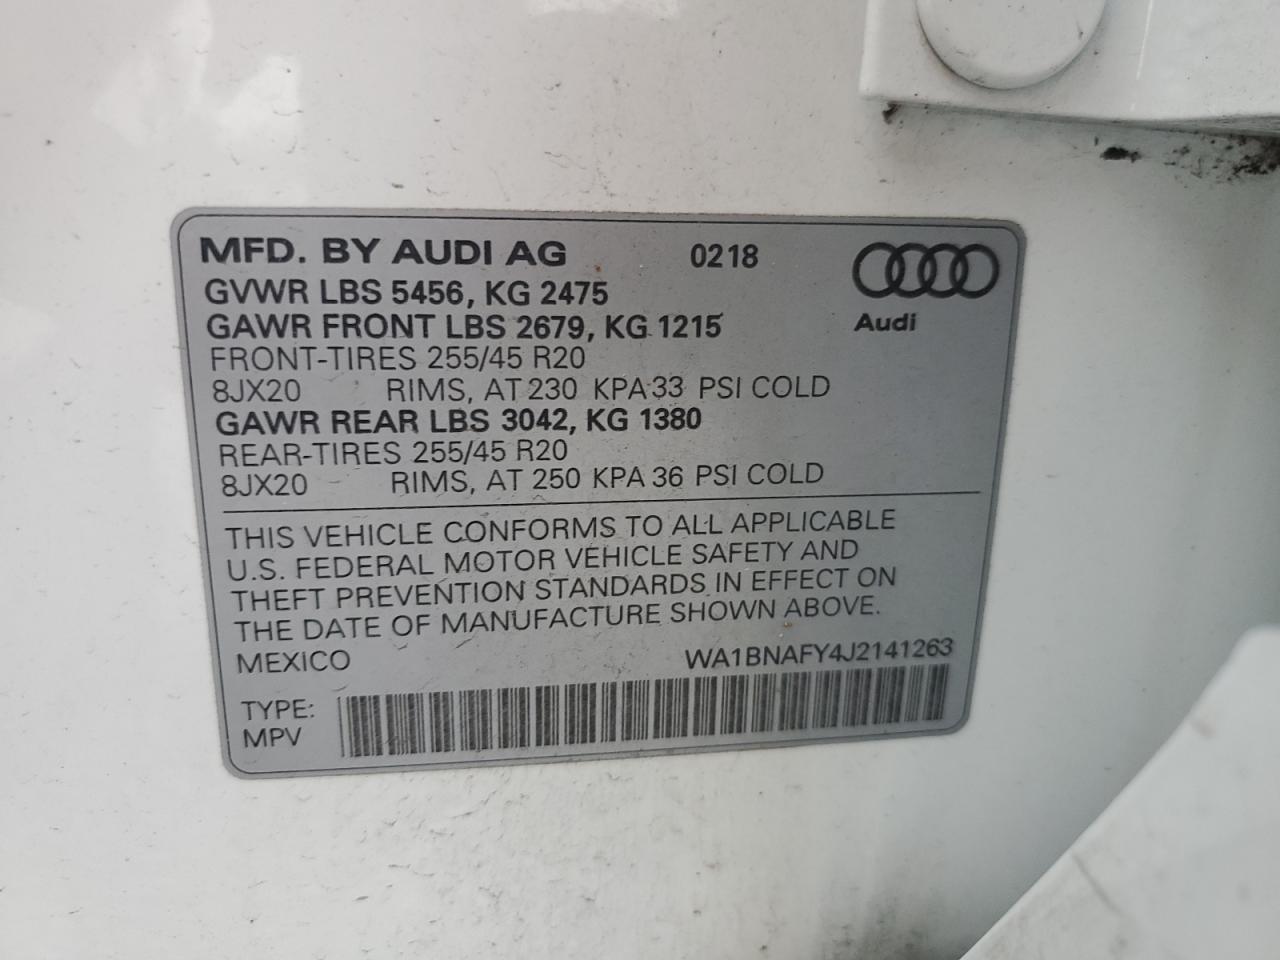 MFD. BY AUDI AG 0218
GVWR LBS 5456, KG 2475
GAWR FRONT LBS 2679, KG 1215
Audi
FRONT-TIRES 255/45 R20
8JX20 RIMS, AT 230 KPA 33 PSI COLD
GAWR REAR LBS 3042, KG 1380
REAR-TIRES 255/45 R20
8JX20 RIMS, AT 250 KPA 36 PSI COLD
THIS VEHICLE CONFORMS TO ALL APPLICABLE
U.S. FEDERAL MOTOR VEHICLE SAFETY AND
THEFT PREVENTION STANDARDS IN EFFECT ON
THE DATE OF MANUFACTURE SHOWN ABOVE.
MEXICO WA1BNAFY4J2141263
TYPE:
MPV